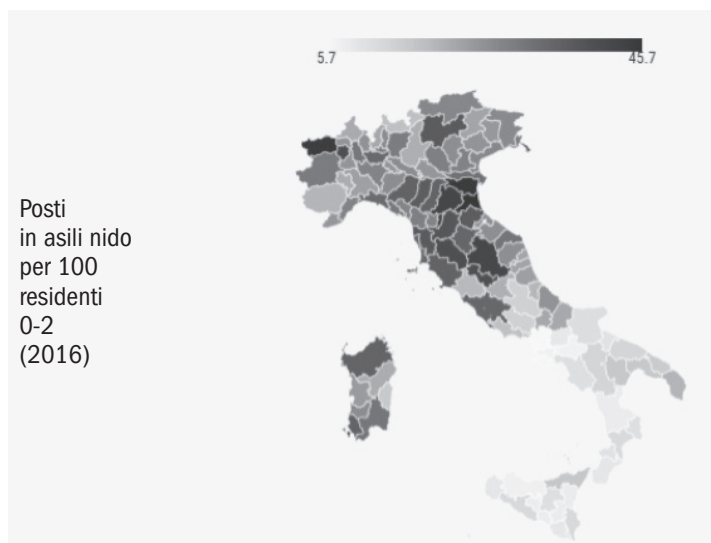 5.7 45.7
Posti
in asili nido
per 100
residenti
0-2
(2016)